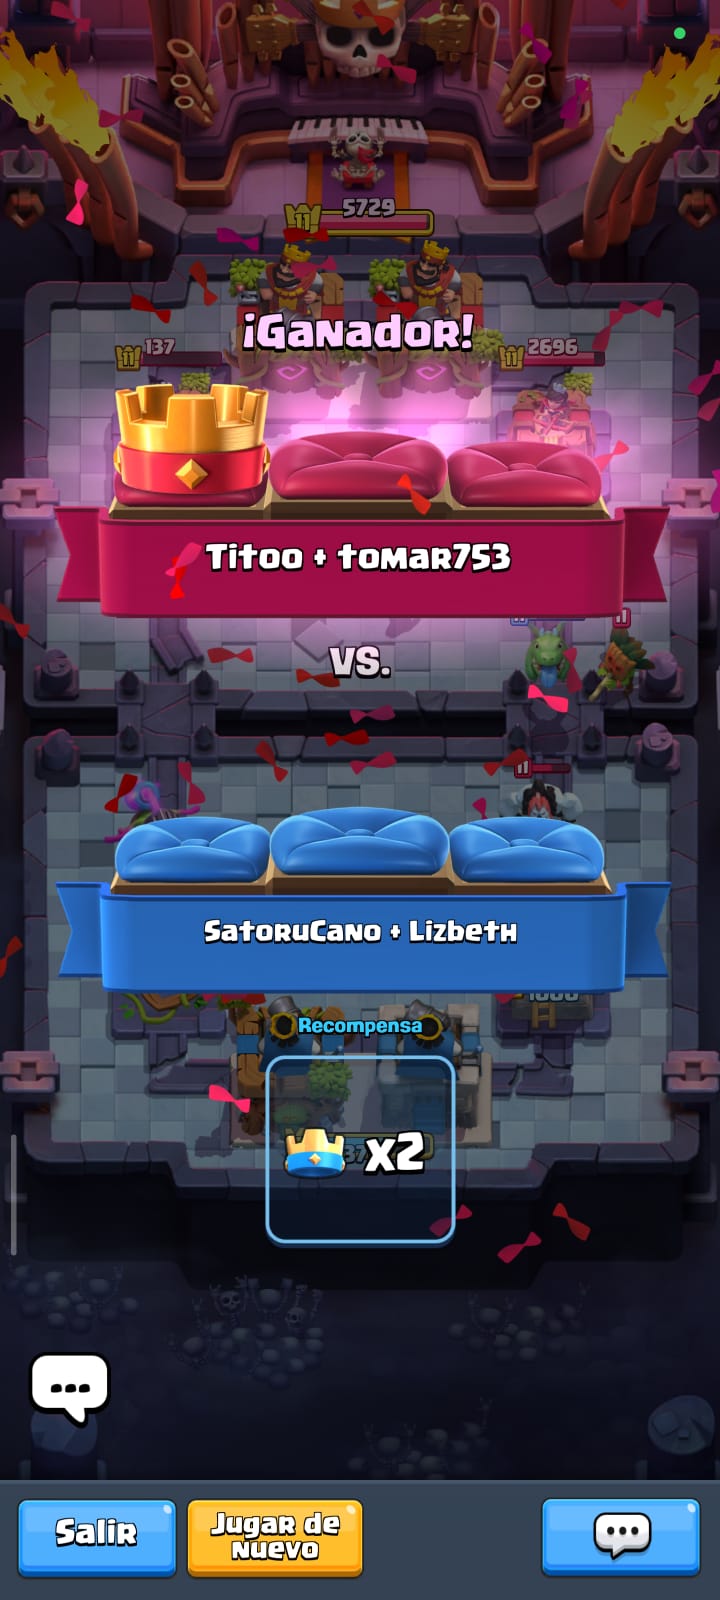 5729
¡Ganador!
137
2696
Titoo + tomar753
VS.
SatoruCano + Lizbeth
Recompensa
x2
Salir
Jugar de
nuevo